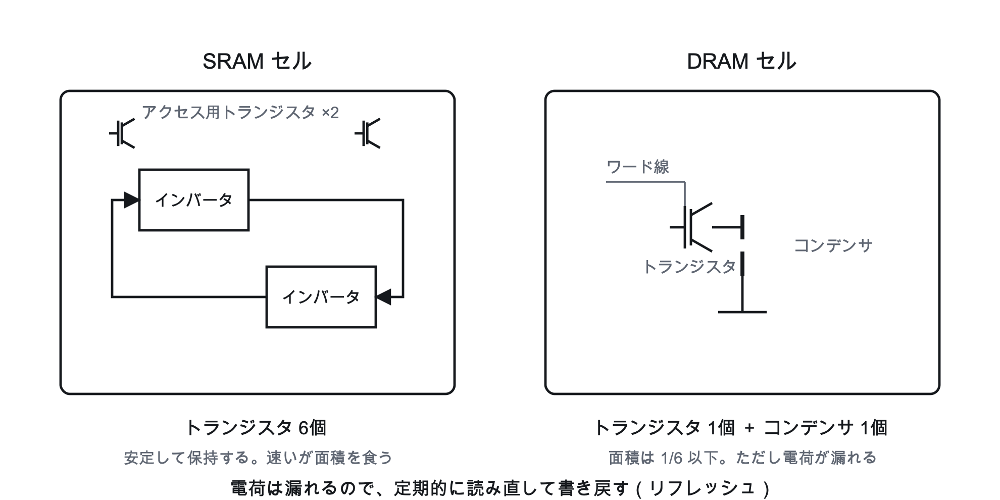 SRAM セル
アクセス用トランジスタ ×2
インバータ
インバータ
トランジスタ 6個
安定して保持する。速いが面積を食う
DRAM セル
ワード線
コンデンサ
トランジスタ
トランジスタ 1個 + コンデンサ 1個
面積は 1/6 以下。ただし電荷が漏れる
電荷は漏れるので、定期的に読み直して書き戻す ( リフレッシュ )